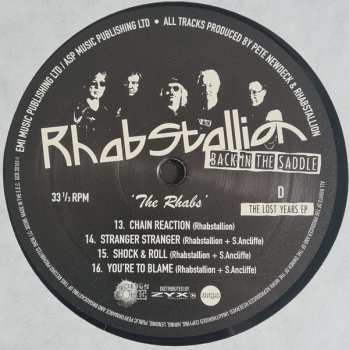 EMI MUSIC PUBLISHING LTD / ASP MUSIC PUBLISHING LTD • ALL TRACKS PRODUCED BY PETE NEWDECK & RHABSTALLION
Rhabstallion
BACK IN THE SADDLE
33 1/3 RPM
'The Rhabs'
D
THE LOST YEARS EP
13. CHAIN REACTION (Rhabstallion)
14. STRANGER STRANGER (Rhabstallion + S.Ancliffe)
15. SHOCK & ROLL (Rhabstallion)
16. YOU'RE TO BLAME (Rhabstallion + S.Ancliffe)
DISTRIBUTED BY
ZYX
mcps